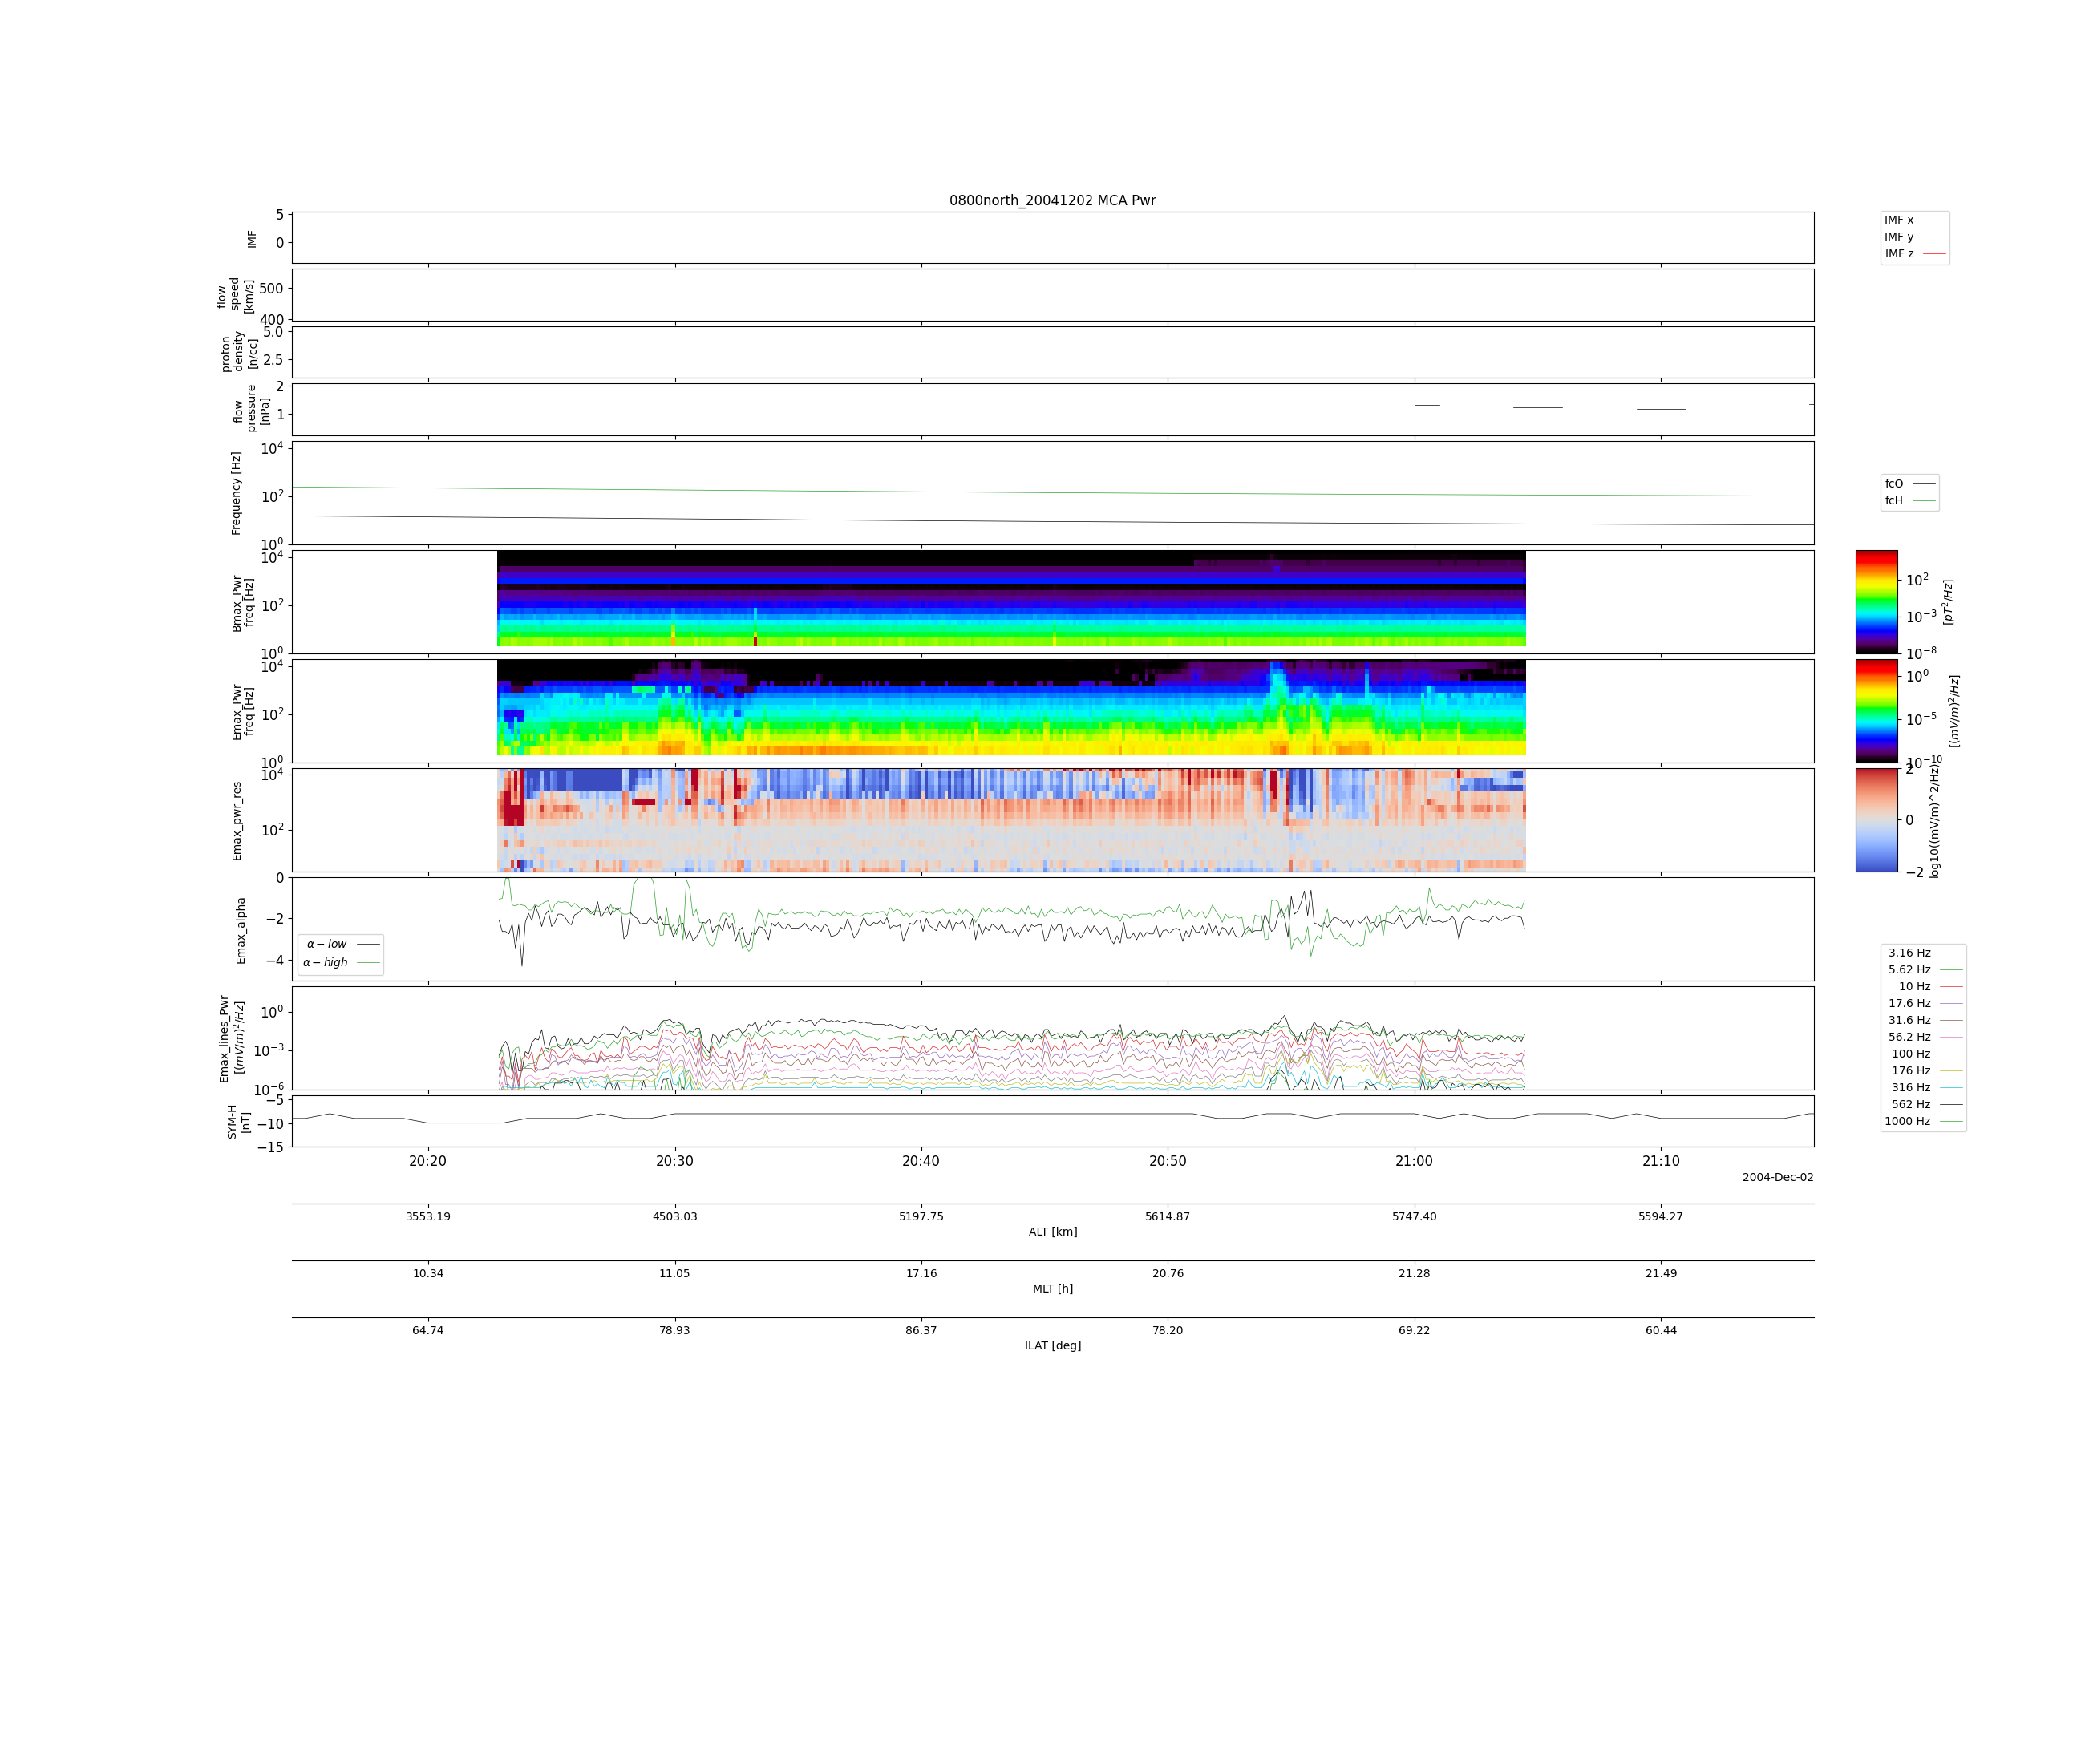 0800north_20041202 MCA Pwr
5
0
IMF
IMF x
IMF y
IMF z
500
400
flow
speed
[km/s]
5.0
2.5
proton
density
[n/cc]
2
1
flow
pressure
[nPa]
10^4
10^2
10^0
Frequency [Hz]
fcO
fcH
10^4
10^2
10^0
Bmax_Pwr
freq [Hz]
10^2
10^-3
10^-8
[pT^2/Hz]
10^4
10^2
10^0
Emax_Pwr
freq [Hz]
10^0
10^-5
10^-10
[(mV/m)^2/Hz]
10^4
10^2
Emax_pwr_res
2
0
−2
log10((mV/m)^2/Hz)
0
−2
−4
Emax_alpha
α − low
α − high
10^0
10^-3
10^-6
Emax_lines_Pwr
[(mV/m)^2/Hz]
3.16 Hz
5.62 Hz
10 Hz
17.6 Hz
31.6 Hz
56.2 Hz
100 Hz
176 Hz
316 Hz
562 Hz
1000 Hz
−5
−10
−15
SYM-H
[nT]
20:20 20:30 20:40 20:50 21:00 21:10
2004-Dec-02
3553.19 4503.03 5197.75 5614.87 5747.40 5594.27
ALT [km]
10.34 11.05 17.16 20.76 21.28 21.49
MLT [h]
64.74 78.93 86.37 78.20 69.22 60.44
ILAT [deg]